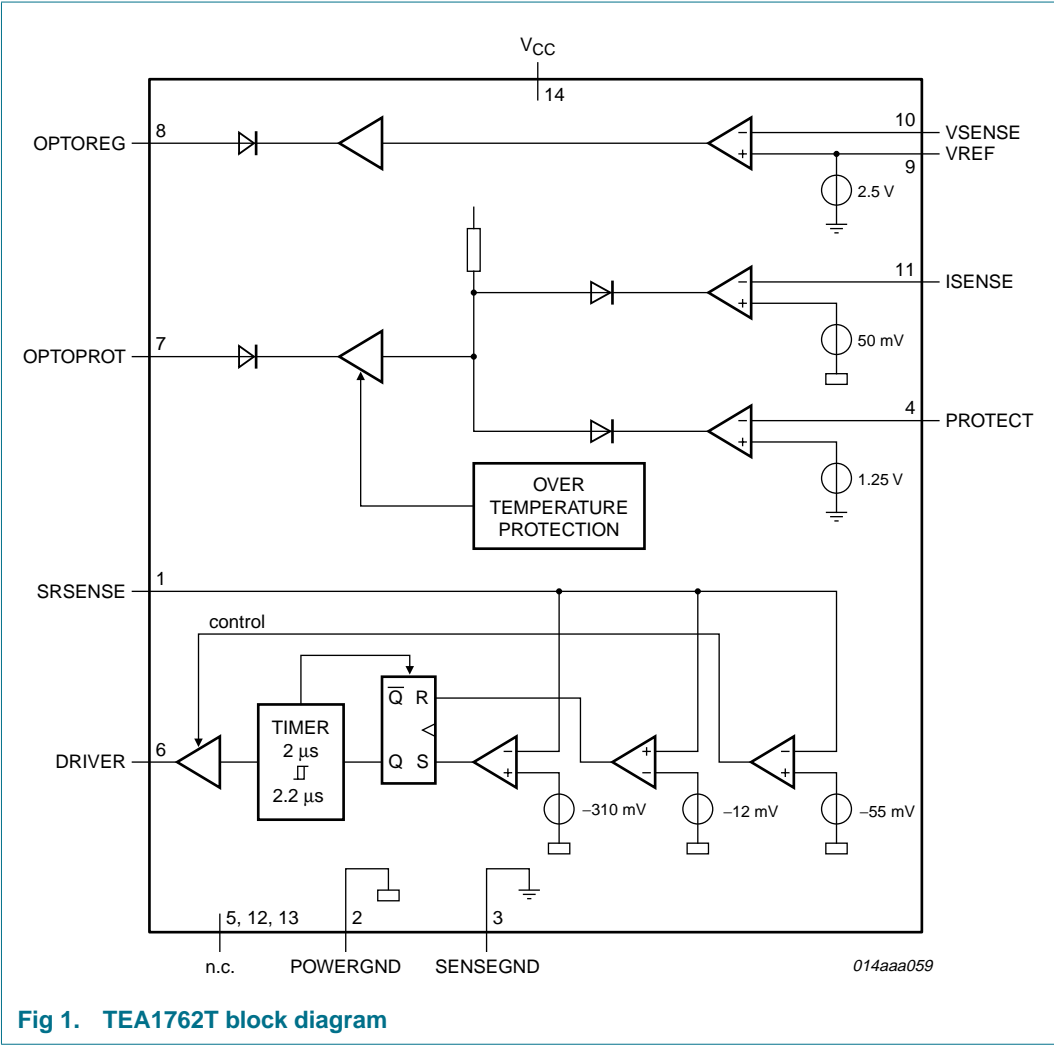 VCC
14
8
OPTOREG
10
VSENSE
VREF
9
2.5 V
11
ISENSE
50 mV
7
OPTOPROT
4
PROTECT
1.25 V
OVER
TEMPERATURE
PROTECTION
1
SRSENSE
control
Q R
TIMER
2 μs
2.2 μs
Q S
6
DRIVER
− + + − − +
−310 mV
−12 mV
−55 mV
5, 12, 13
2
3
n.c.
POWERGND
SENSEGND
014aaa059
Fig 1. TEA1762T block diagram